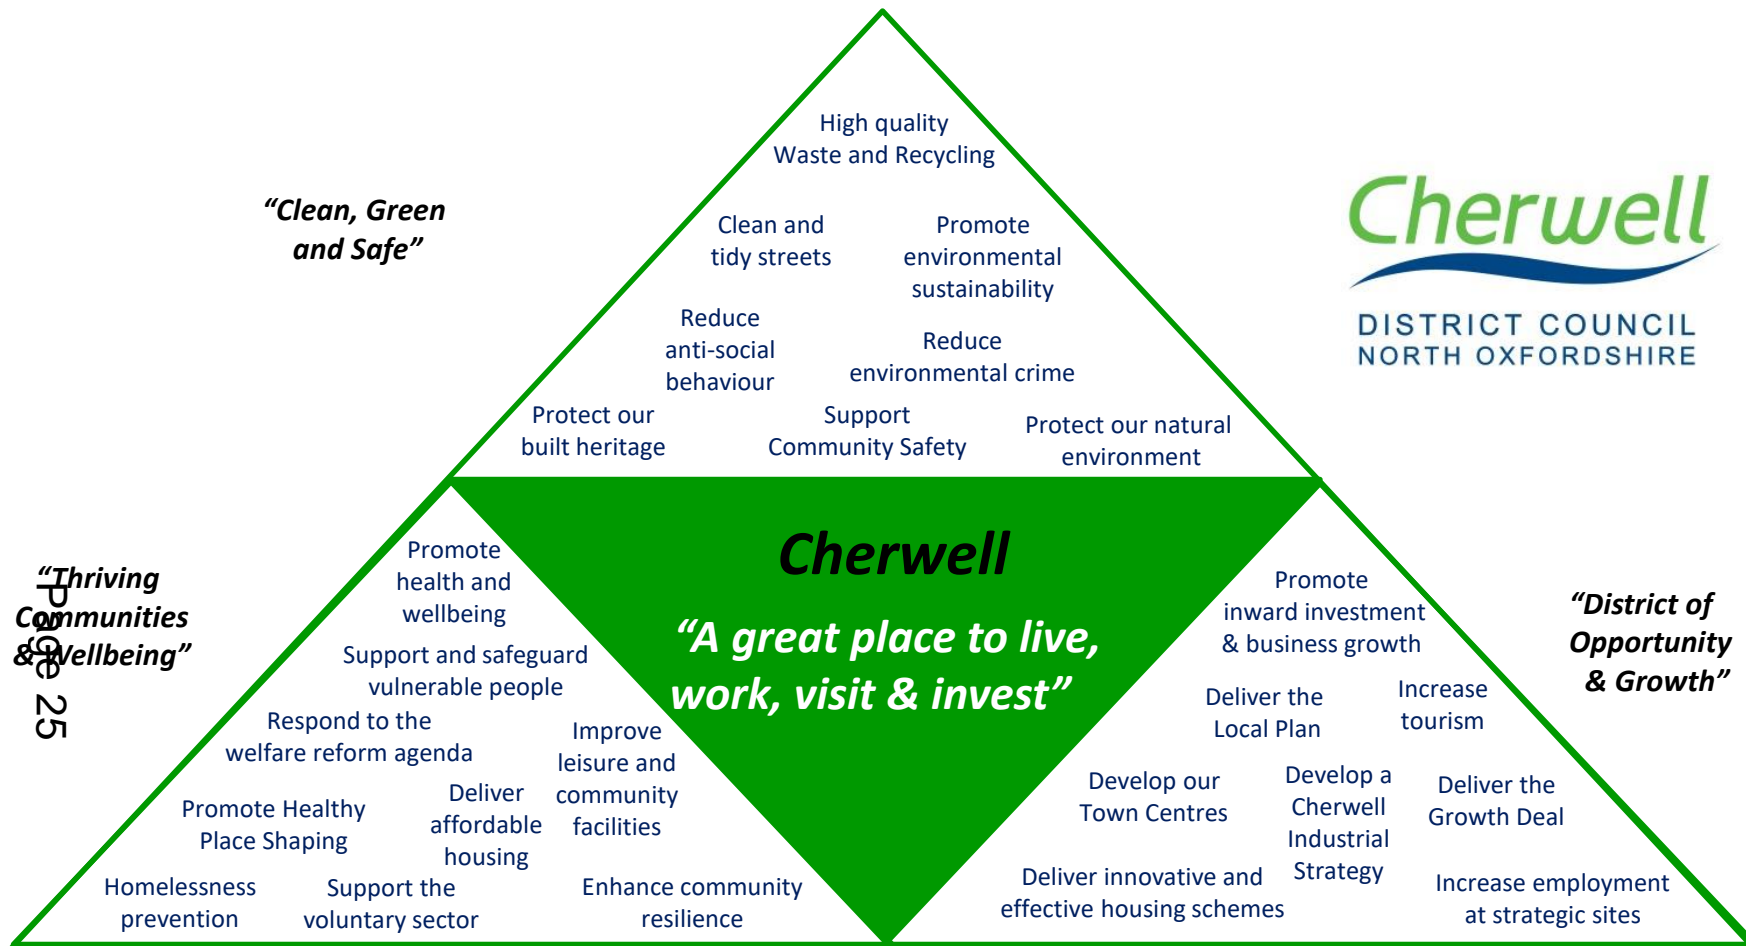 High quality
Waste and Recycling
“Clean, Green
and Safe”
Clean and
tidy streets
Promote
environmental
sustainability
Reduce
anti-social
behaviour
Reduce
environmental crime
Protect our
built heritage
Support
Community Safety
Protect our natural
environment
Cherwell
DISTRICT COUNCIL
NORTH OXFORDSHIRE
Cherwell
“A great place to live,
work, visit & invest”
“Thriving
Communities
& Wellbeing”
Page 25
Promote
health and
wellbeing
Support and safeguard
vulnerable people
Respond to the
welfare reform agenda
Improve
leisure and
community
facilities
Promote Healthy
Place Shaping
Deliver
affordable
housing
Homelessness
prevention
Support the
voluntary sector
Enhance community
resilience
“District of
Opportunity
& Growth”
Promote
inward investment
& business growth
Deliver the
Local Plan
Increase
tourism
Develop our
Town Centres
Develop a
Cherwell
Industrial
Strategy
Deliver the
Growth Deal
Deliver innovative and
effective housing schemes
Increase employment
at strategic sites